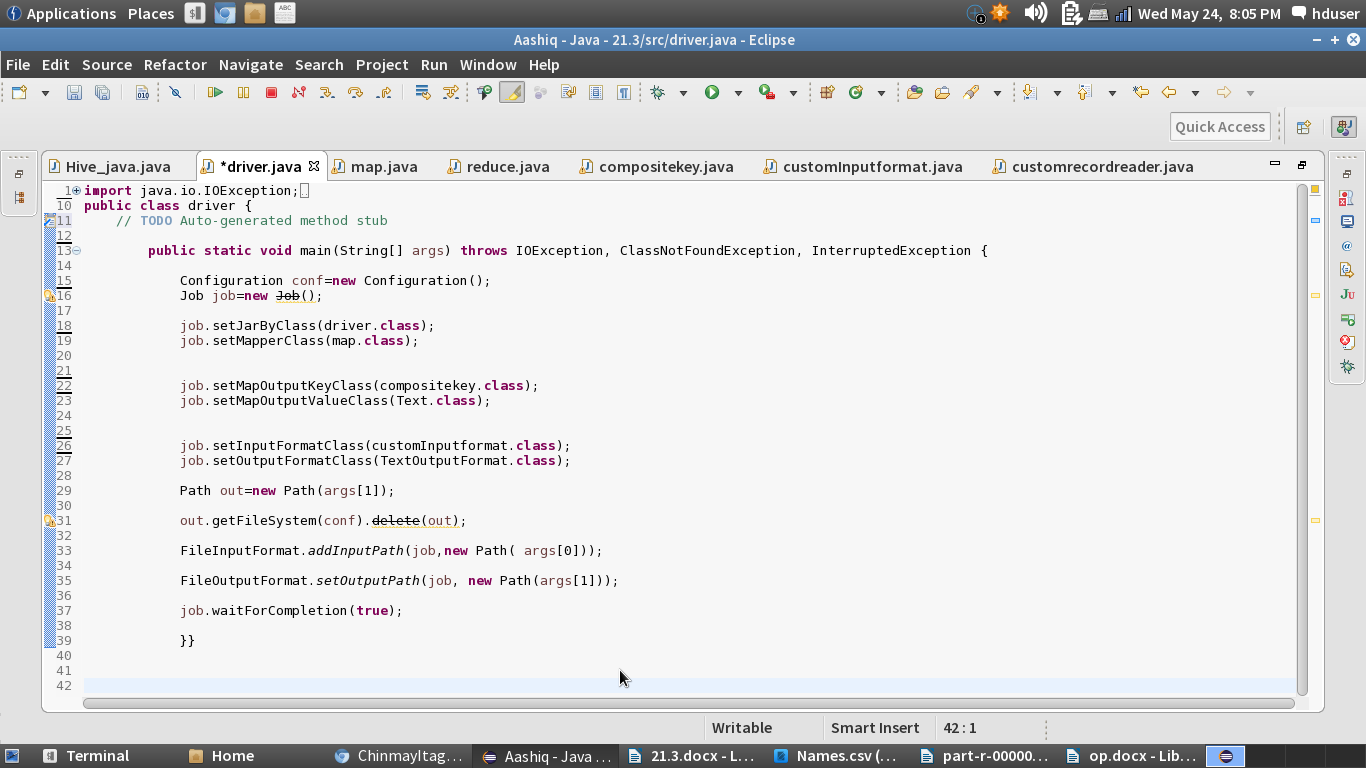 Applications Places Wed May 24, 8:05 PM hduser
Aashiq - Java - 21.3/src/driver.java - Eclipse
File Edit Source Refactor Navigate Search Project Run Window Help
Quick Access
Hive_java.java *driver.java map.java reduce.java compositekey.java customInputformat.java customrecordreader.java
1 import java.io.IOException;
10 public class driver {
11 // TODO Auto-generated method stub
12
13 public static void main(String[] args) throws IOException, ClassNotFoundException, InterruptedException {
14
15 Configuration conf=new Configuration();
16 Job job=new Job();
17
18 job.setJarByClass(driver.class);
19 job.setMapperClass(map.class);
20
21
22 job.setMapOutputKeyClass(compositekey.class);
23 job.setMapOutputValueClass(Text.class);
24
25
26 job.setInputFormatClass(customInputformat.class);
27 job.setOutputFormatClass(TextOutputFormat.class);
28
29 Path out=new Path(args[1]);
30
31 out.getFileSystem(conf).delete(out);
32
33 FileInputFormat.addInputPath(job,new Path( args[0]));
34
35 FileOutputFormat.setOutputPath(job, new Path(args[1]));
36
37 job.waitForCompletion(true);
38
39 }}
40
41
42
Writable Smart Insert 42 : 1
Terminal Home ChinmayItag... Aashiq - Java ... 21.3.docx - L... Names.csv (... part-r-00000... op.docx - Lib...